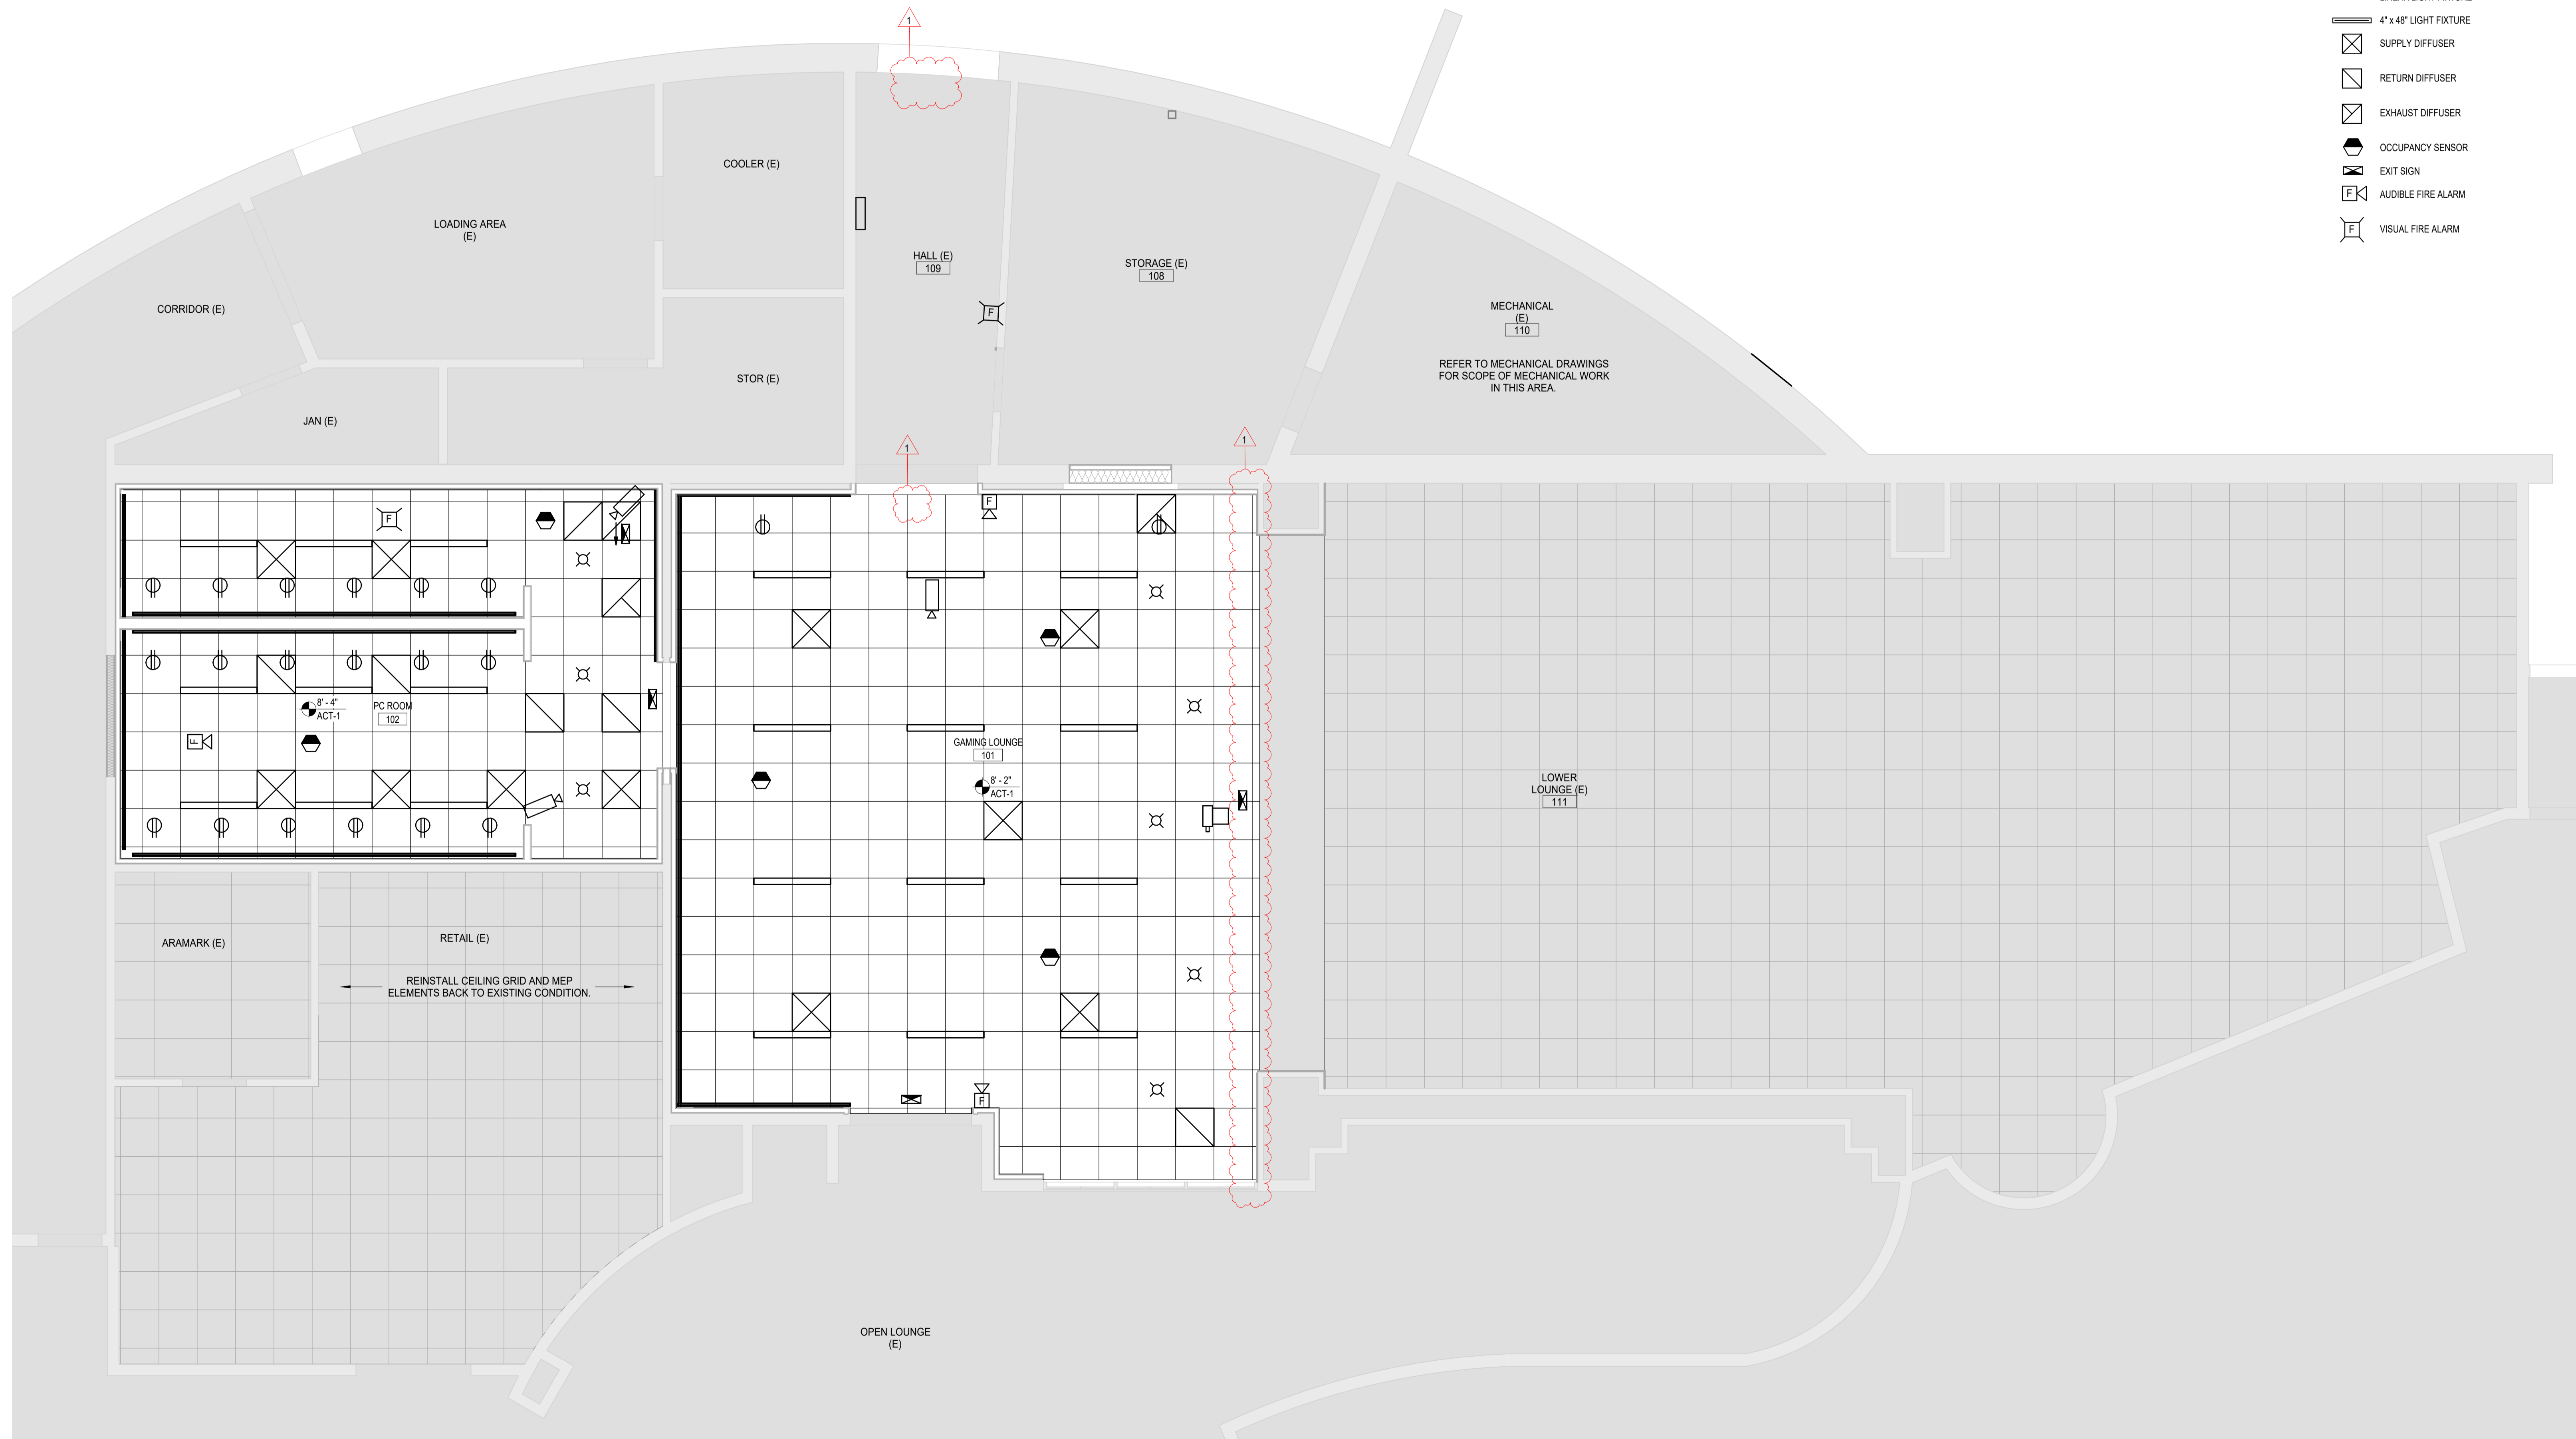 4" x 48" LIGHT FIXTURE
SUPPLY DIFFUSER
RETURN DIFFUSER
EXHAUST DIFFUSER
OCCUPANCY SENSOR
EXIT SIGN
F
AUDIBLE FIRE ALARM
F
VISUAL FIRE ALARM
1
COOLER (E)
LOADING AREA
(E)
HALL (E)
109
STORAGE (E)
108
CORRIDOR (E)
F
MECHANICAL
(E)
110
REFER TO MECHANICAL DRAWINGS
FOR SCOPE OF MECHANICAL WORK
IN THIS AREA.
STOR (E)
JAN (E)
1
1
F
F
8' - 4"
ACT-1
PC ROOM
102
F
GAMING LOUNGE
101
8' - 2"
ACT-1
LOWER
LOUNGE (E)
111
ARAMARK (E)
RETAIL (E)
REINSTALL CEILING GRID AND MEP
ELEMENTS BACK TO EXISTING CONDITION.
F
OPEN LOUNGE
(E)